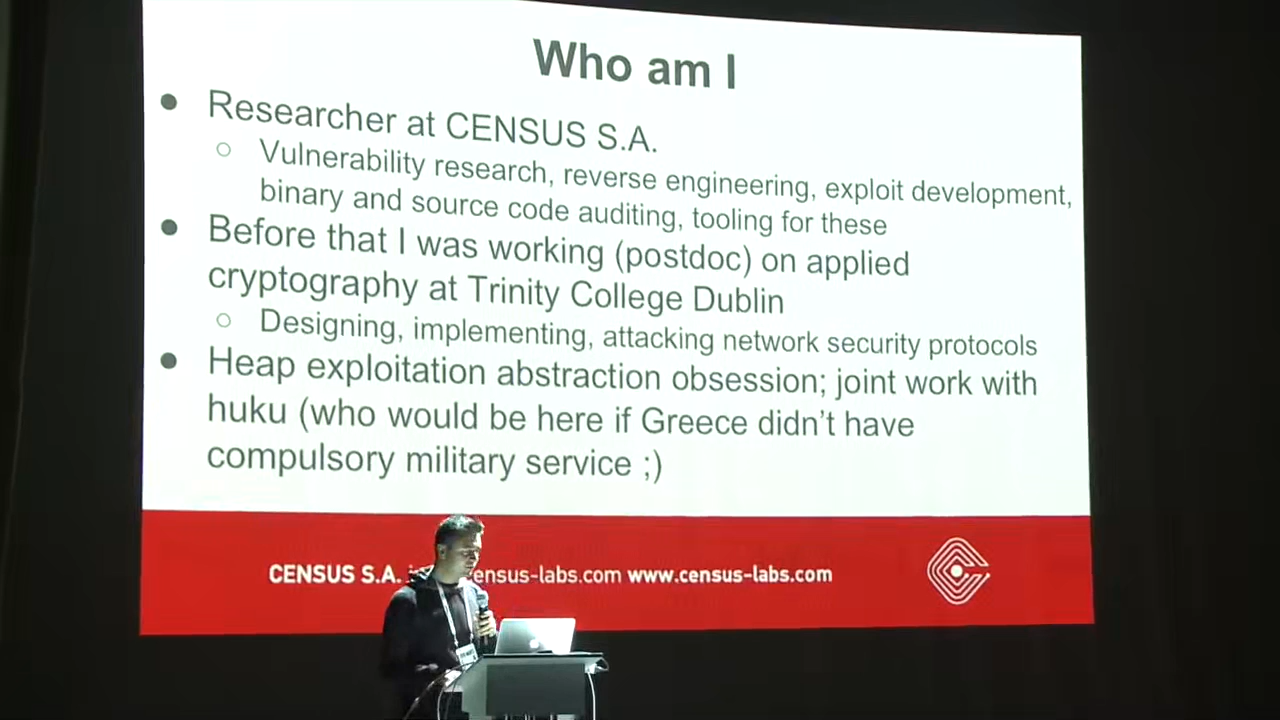 Who am I
● Researcher at CENSUS S.A.
○ Vulnerability research, reverse engineering, exploit development,
binary and source code auditing, tooling for these
● Before that I was working (postdoc) on applied
cryptography at Trinity College Dublin
○ Designing, implementing, attacking network security protocols
● Heap exploitation abstraction obsession; joint work with
huku (who would be here if Greece didn't have
compulsory military service ;)
CENSUS S.A. ensus-labs.com www.census-labs.com